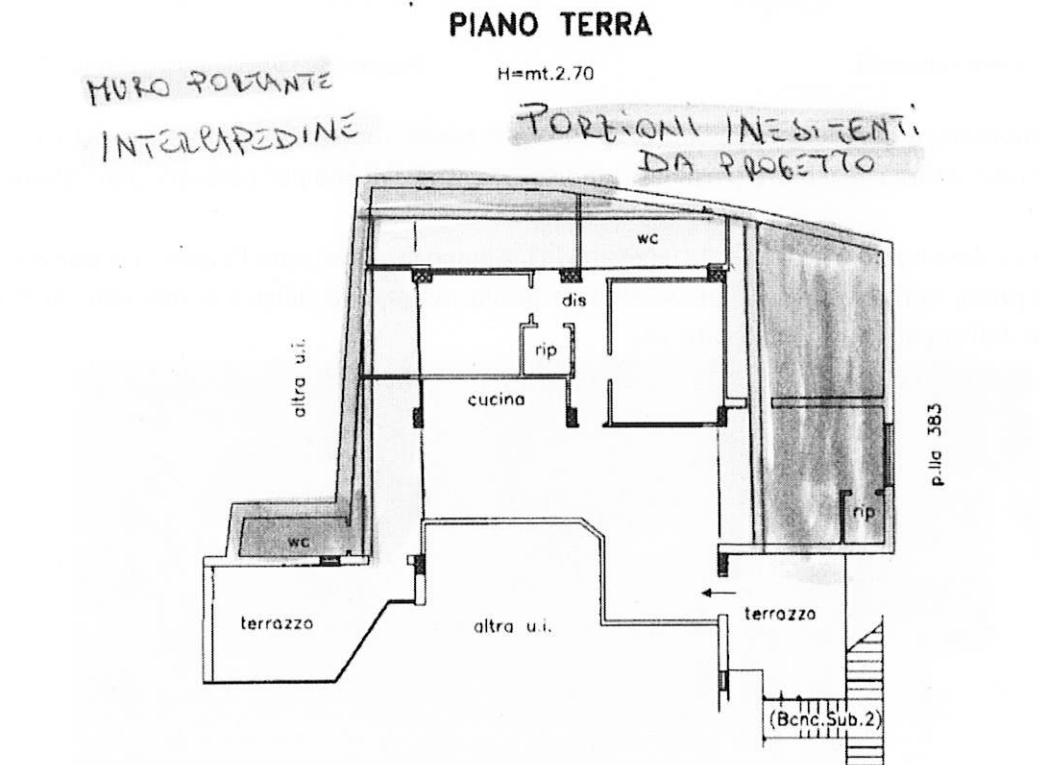 PIANO TERRA
H=mt.2.70
MURO PORTANTE
INTERCAPEDINE
PORZIONI INESISTENTI
DA PROGETTO
wc
dis
rip
altra u.i.
cucina
p.lla 383
rip
wc
terrazzo
altra u.i.
terrazzo
(Bcnc.Sub.2)